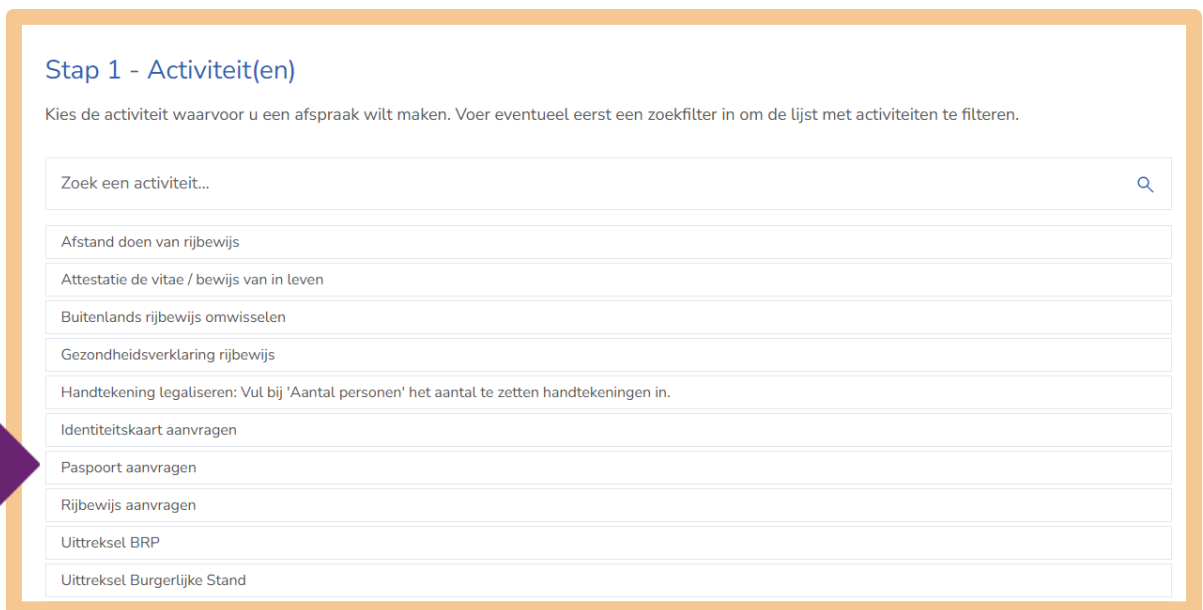 Stap 1 - Activiteit(en)
Kies de activiteit waarvoor u een afspraak wilt maken. Voer eventueel eerst een zoekfilter in om de lijst met activiteiten te filteren.
Zoek een activiteit...
Afstand doen van rijbewijs
Attestatie de vitae / bewijs van in leven
Buitenlands rijbewijs omwisselen
Gezondheidsverklaring rijbewijs
Handtekening legaliseren: Vul bij 'Aantal personen' het aantal te zetten handtekeningen in.
Identiteitskaart aanvragen
Paspoort aanvragen
Rijbewijs aanvragen
Uittreksel BRP
Uittreksel Burgerlijke Stand